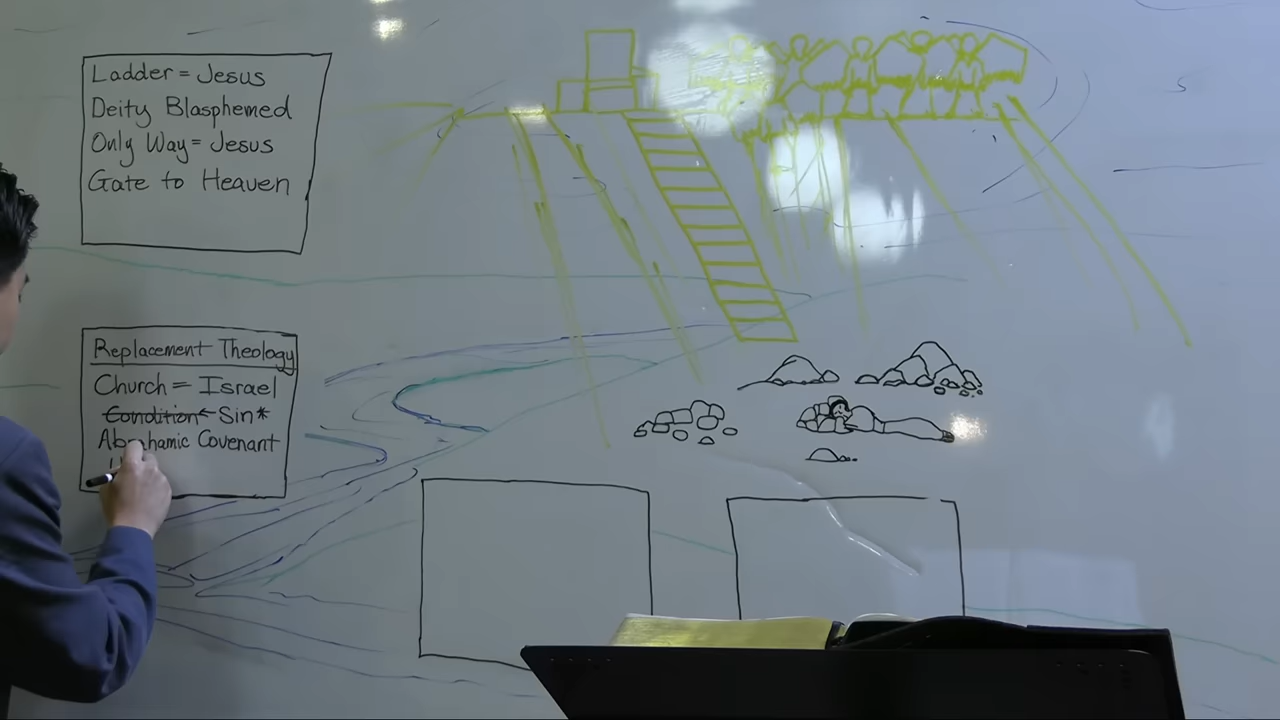 Ladder = Jesus
Deity Blasphemed
Only Way = Jesus
Gate to Heaven
Replacement Theology
Church = Israel
Condition ← Sin*
Abrahamic Covenant